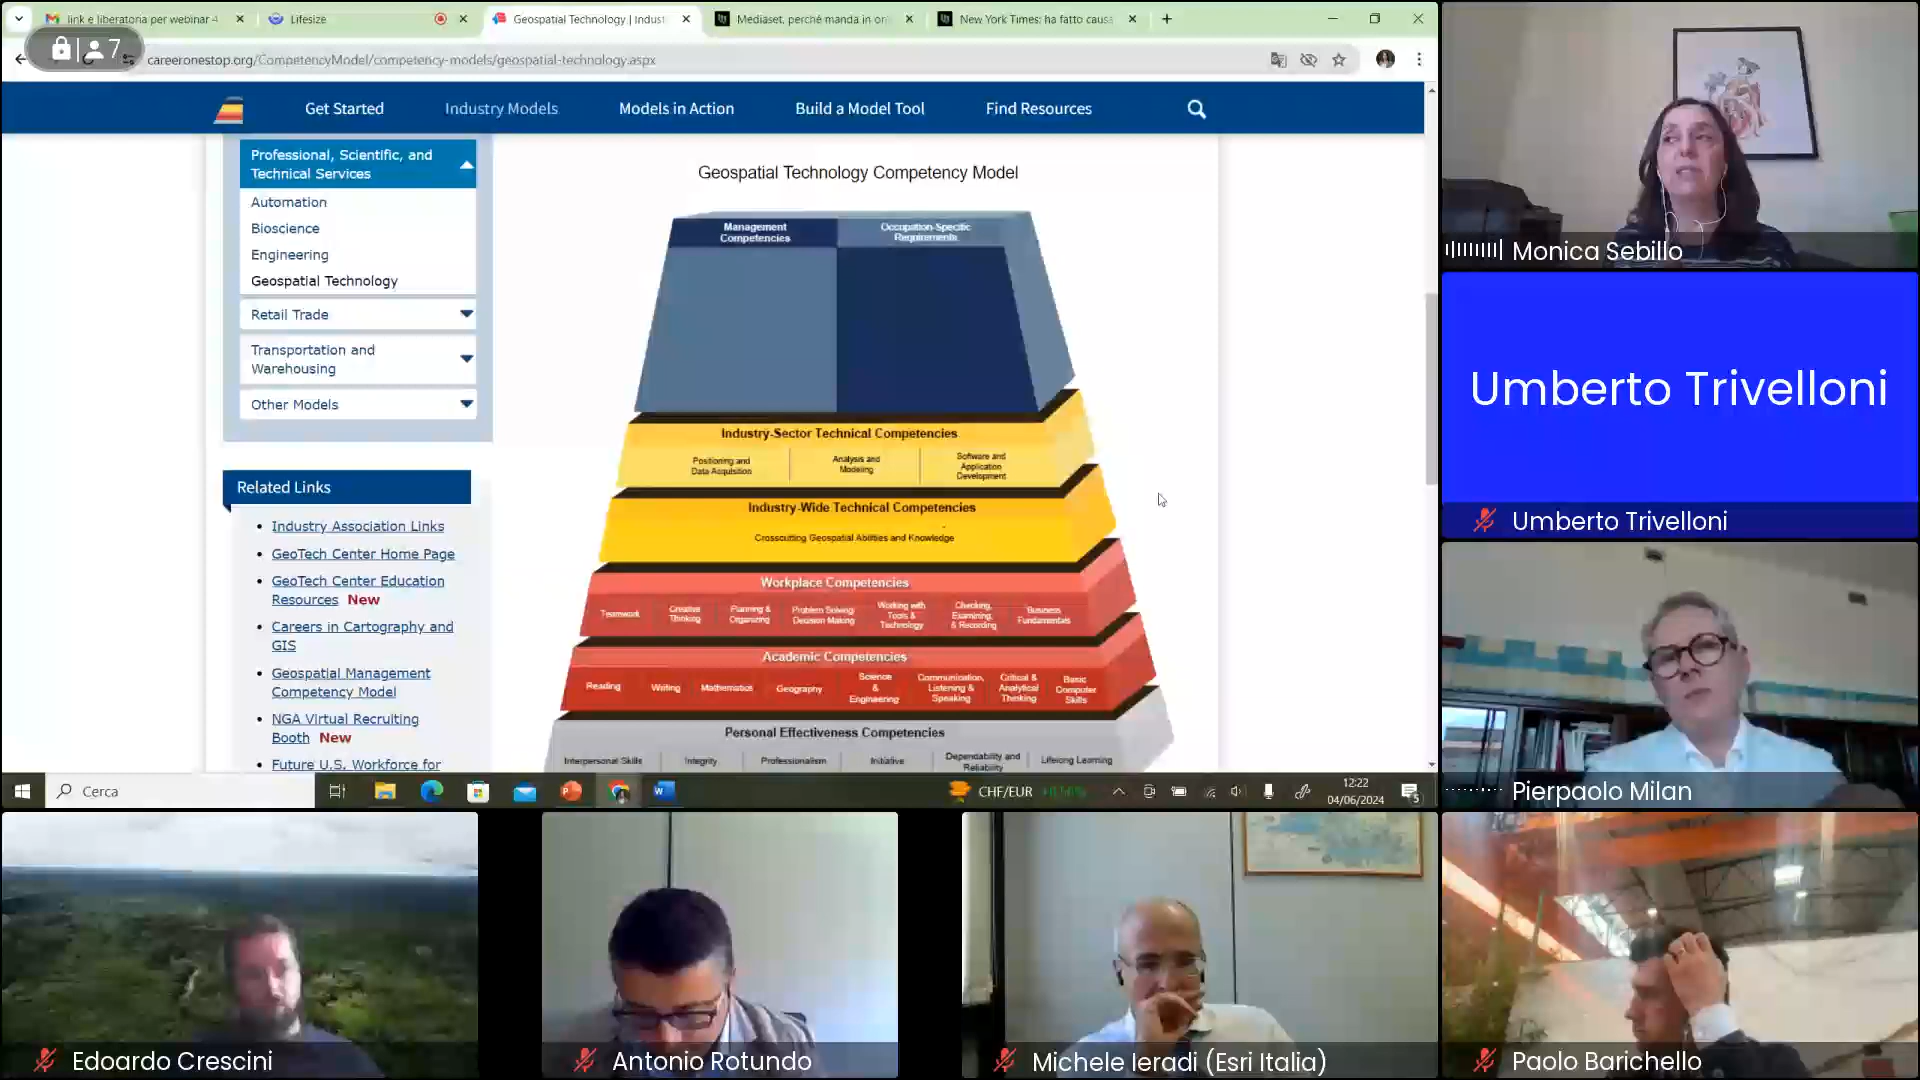 link e liberatoria per webinar 4
Lifesize
Geospatial Technology | Indust
Mediaset, perché manda in on
New York Times: ha fatto causa
7
careeronestop.org/CompetencyModel/competency-models/geospatial-technology.aspx
Get Started
Industry Models
Models in Action
Build a Model Tool
Find Resources
Professional, Scientific, and
Technical Services
Automation
Bioscience
Engineering
Geospatial Technology
Retail Trade
Transportation and
Warehousing
Other Models
Related Links
Industry Association Links
GeoTech Center Home Page
GeoTech Center Education
Resources New
Careers in Cartography and
GIS
Geospatial Management
Competency Model
NGA Virtual Recruiting
Booth New
Future U.S. Workforce for
Geospatial Technology Competency Model
Management
Competencies
Occupation-Specific
Requirements
Industry-Sector Technical Competencies
Positioning and
Data Acquisition
Analysis and
Modeling
Software and
Application
Development
Industry-Wide Technical Competencies
Crosscutting Geospatial Abilities and Knowledge
Workplace Competencies
Teamwork
Creative
Thinking
Planning &
Organizing
Problem Solving/
Decision Making
Working with
Tools &
Technology
Checking,
Examining,
& Recording
Business
Fundamentals
Academic Competencies
Reading
Writing
Mathematics
Geography
Science
&
Engineering
Communication,
Listening &
Speaking
Critical &
Analytical
Thinking
Basic
Computer
Skills
Personal Effectiveness Competencies
Interpersonal Skills
Integrity
Professionalism
Initiative
Dependability and
Reliability
Lifelong Learning
Cerca
CHF/EUR
12:22
04/06/2024
5
Monica Sebillo
Umberto Trivelloni
Umberto Trivelloni
Pierpaolo Milan
Edoardo Crescini
Antonio Rotundo
Michele Ieradi (Esri Italia)
Paolo Barichello